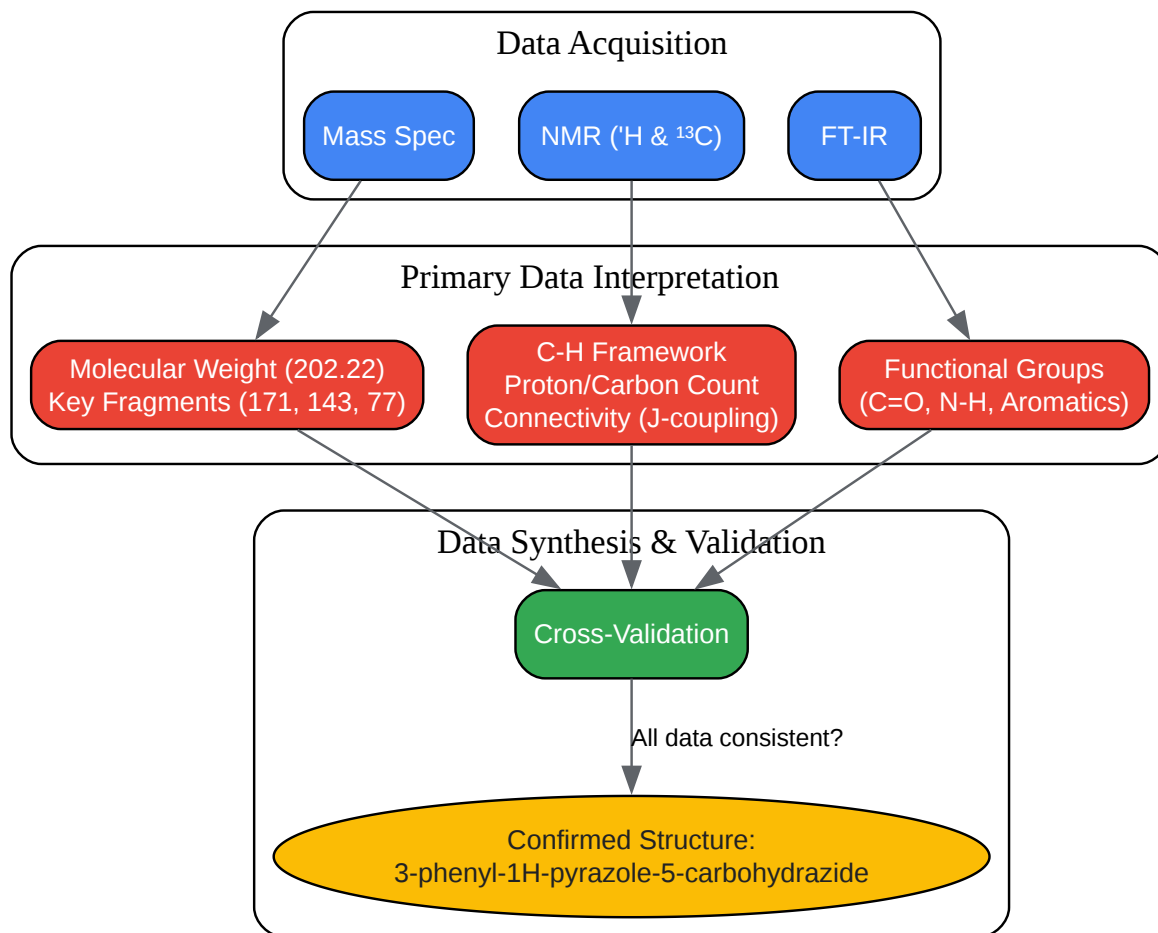 Data Acquisition
Mass Spec
NMR ('H & ¹³C)
FT-IR
Primary Data Interpretation
Molecular Weight (202.22)
Key Fragments (171, 143, 77)
C-H Framework
Proton/Carbon Count
Connectivity (J-coupling)
Functional Groups
(C=O, N-H, Aromatics)
Data Synthesis & Validation
Cross-Validation
All data consistent?
Confirmed Structure:
3-phenyl-1H-pyrazole-5-carbohydrazide